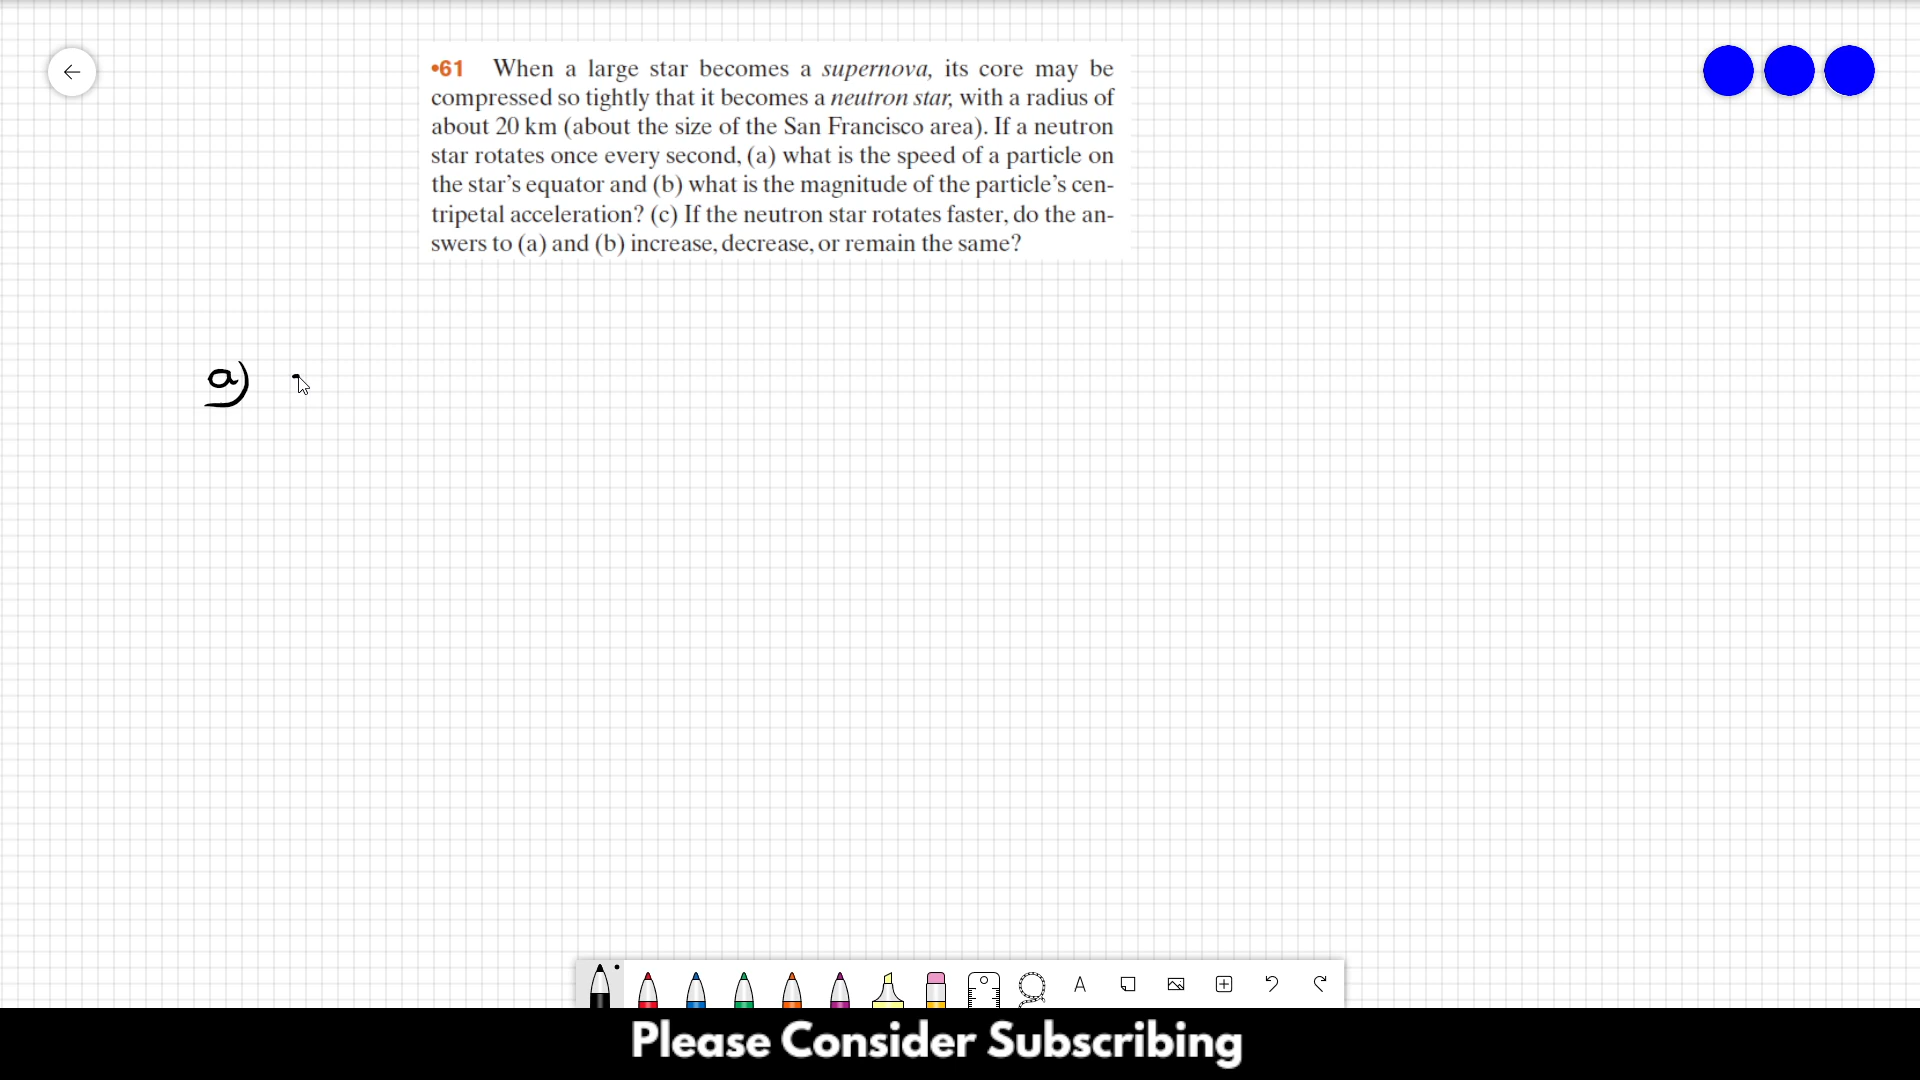 •61 When a large star becomes a supernova, its core may be
compressed so tightly that it becomes a neutron star, with a radius of
about 20 km (about the size of the San Francisco area). If a neutron
star rotates once every second, (a) what is the speed of a particle on
the star’s equator and (b) what is the magnitude of the particle’s cen-
tripetal acceleration? (c) If the neutron star rotates faster, do the an-
swers to (a) and (b) increase, decrease, or remain the same?
a)
A
Please Consider Subscribing